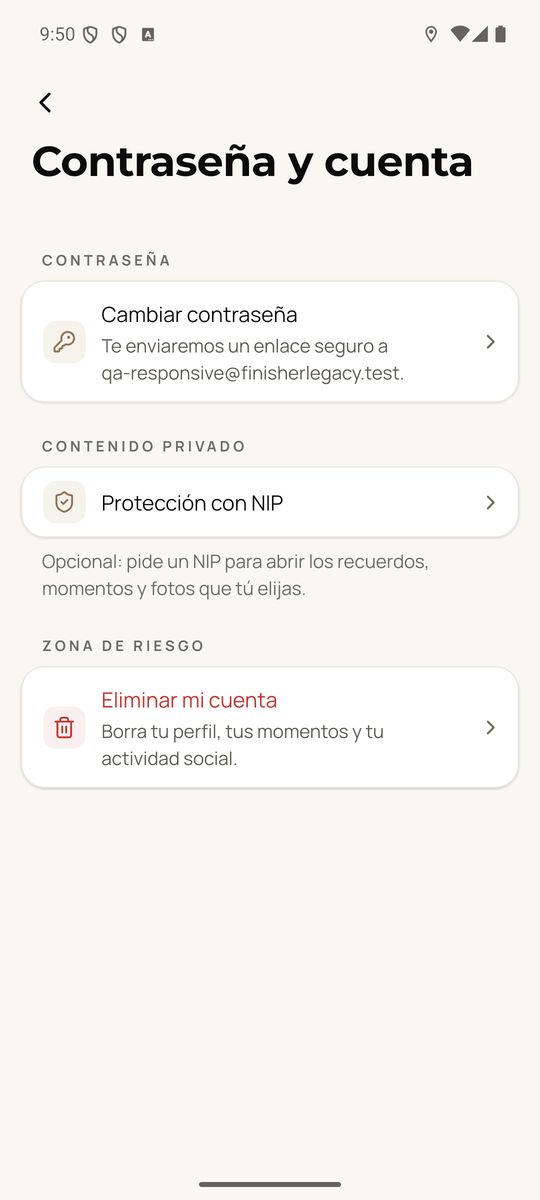 9:50
Contraseña y cuenta
CONTRASEÑA
Cambiar contraseña
Te enviaremos un enlace seguro a
qa-responsive@finisherlegacy.test.
CONTENIDO PRIVADO
Protección con NIP
Opcional: pide un NIP para abrir los recuerdos,
momentos y fotos que tú elijas.
ZONA DE RIESGO
Eliminar mi cuenta
Borra tu perfil, tus momentos y tu
actividad social.